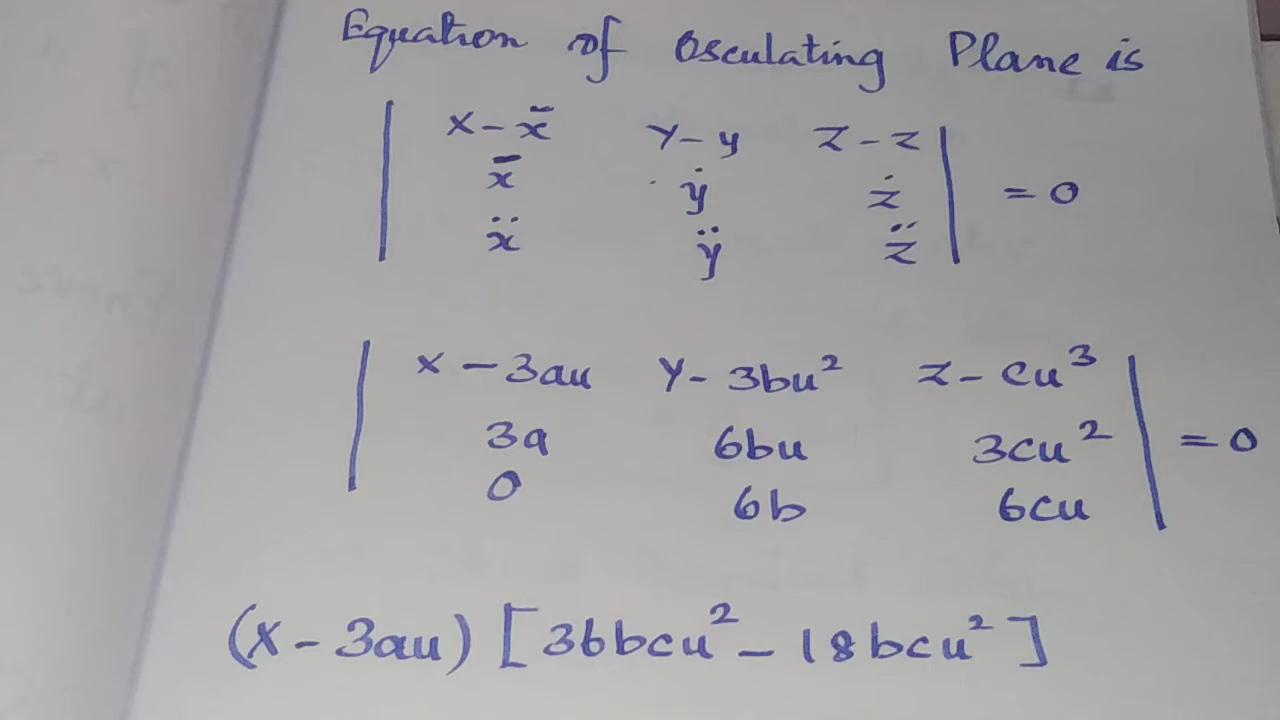 Equation of Osculating Plane is
| X - x̄ Y - y Z - z |
| x̄ ẏ ż | = 0
| ẍ ÿ z̈ |
| X - 3au Y - 3bu² Z - cu³ |
| 3a 6bu 3cu² | = 0
| 0 6b 6cu |
(X - 3au) [36bcu² - 18bcu²]